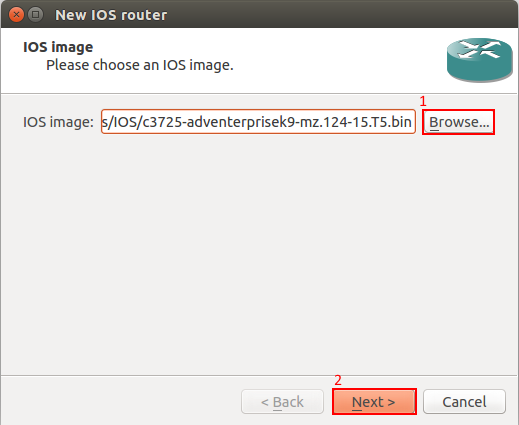 New IOS router
IOS image
Please choose an IOS image.
1
IOS image: s/IOS/c3725-adventerprisek9-mz.124-15.T5.bin Browse...
2
< Back Next > Cancel